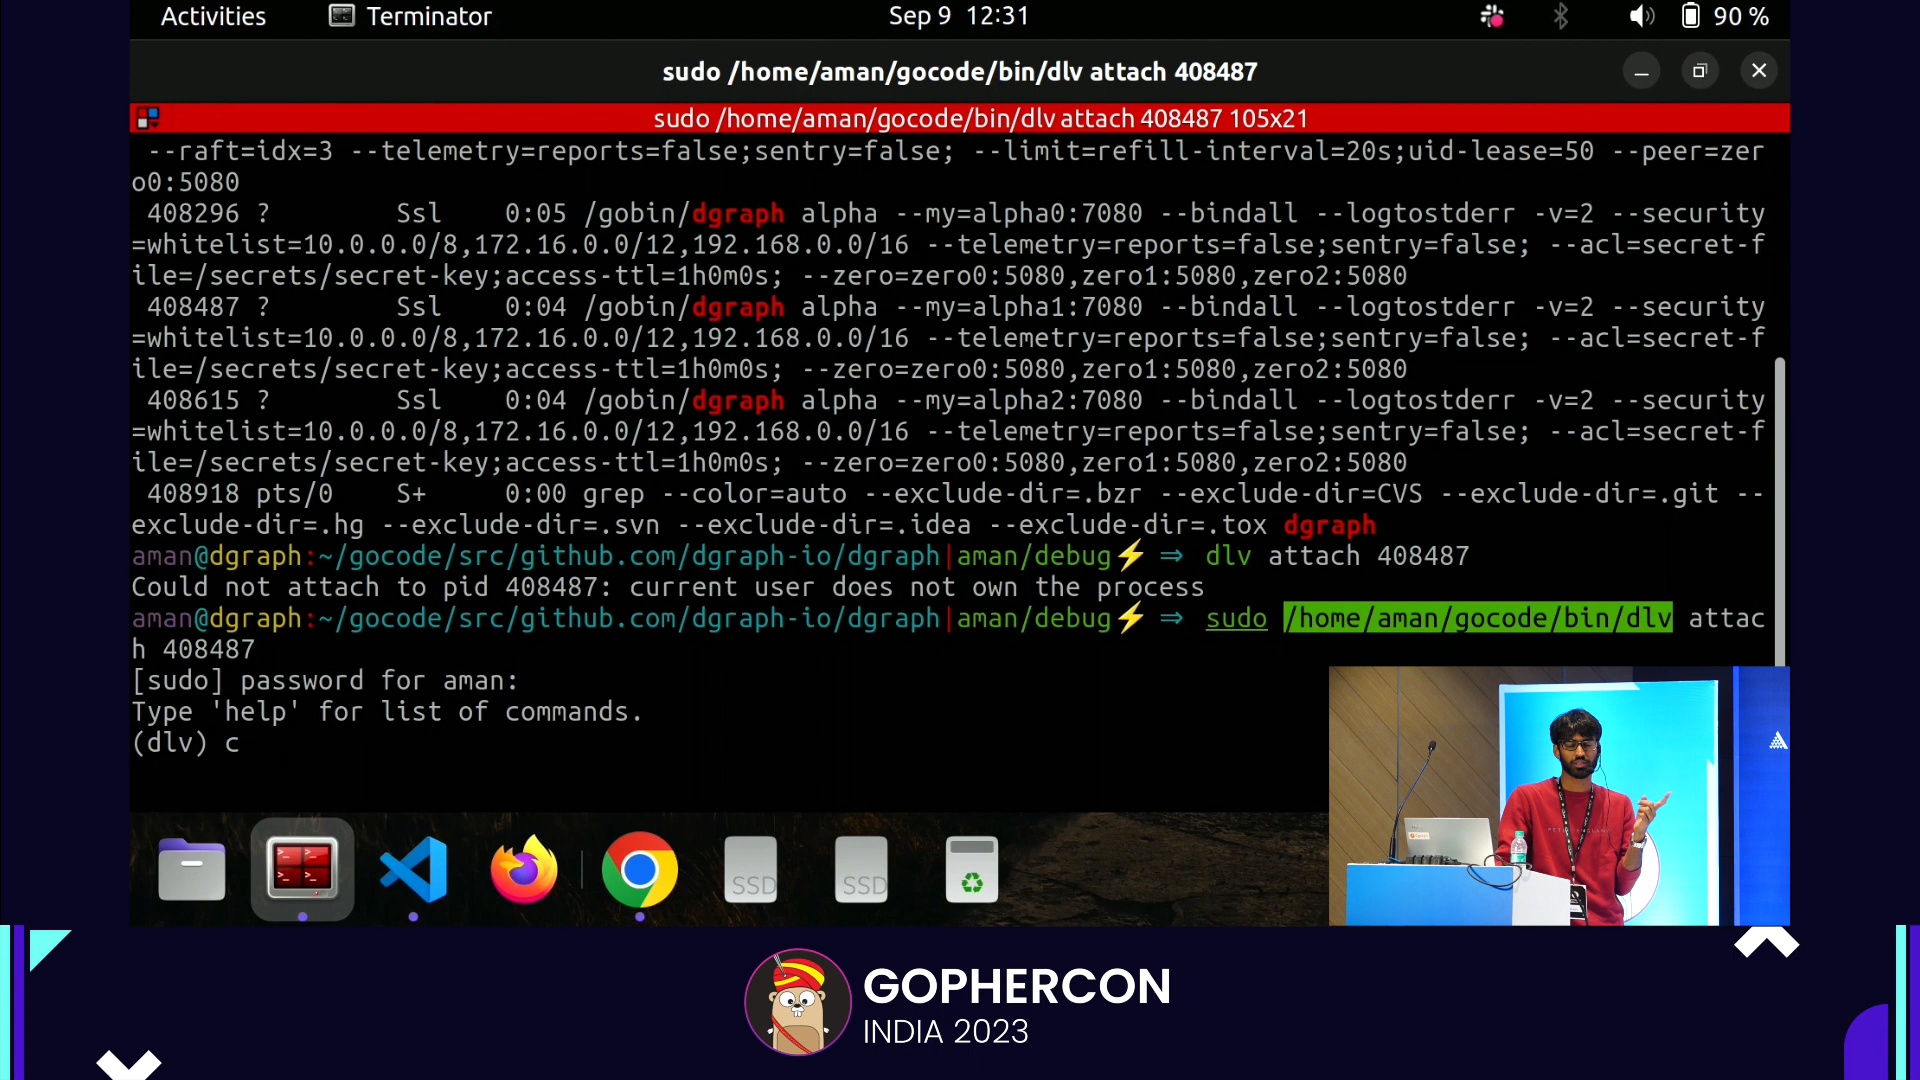 Activities
Terminator
Sep 9 12:31
90 %
sudo /home/aman/gocode/bin/dlv attach 408487
sudo /home/aman/gocode/bin/dlv attach 408487 105x21
--raft=idx=3 --telemetry=reports=false;sentry=false; --limit=refill-interval=20s;uid-lease=50 --peer=zer
o0:5080
408296 ? Ssl 0:05 /gobin/dgraph alpha --my=alpha0:7080 --bindall --logtostderr -v=2 --security
=whitelist=10.0.0.0/8,172.16.0.0/12,192.168.0.0/16 --telemetry=reports=false;sentry=false; --acl=secret-f
ile=/secrets/secret-key;access-ttl=1h0m0s; --zero=zero0:5080,zero1:5080,zero2:5080
408487 ? Ssl 0:04 /gobin/dgraph alpha --my=alpha1:7080 --bindall --logtostderr -v=2 --security
=whitelist=10.0.0.0/8,172.16.0.0/12,192.168.0.0/16 --telemetry=reports=false;sentry=false; --acl=secret-f
ile=/secrets/secret-key;access-ttl=1h0m0s; --zero=zero0:5080,zero1:5080,zero2:5080
408615 ? Ssl 0:04 /gobin/dgraph alpha --my=alpha2:7080 --bindall --logtostderr -v=2 --security
=whitelist=10.0.0.0/8,172.16.0.0/12,192.168.0.0/16 --telemetry=reports=false;sentry=false; --acl=secret-f
ile=/secrets/secret-key;access-ttl=1h0m0s; --zero=zero0:5080,zero1:5080,zero2:5080
408918 pts/0 S+ 0:00 grep --color=auto --exclude-dir=.bzr --exclude-dir=CVS --exclude-dir=.git --
exclude-dir=.hg --exclude-dir=.svn --exclude-dir=.idea --exclude-dir=.tox dgraph
aman@dgraph:~/gocode/src/github.com/dgraph-io/dgraph|aman/debug⚡ ⇒ dlv attach 408487
Could not attach to pid 408487: current user does not own the process
aman@dgraph:~/gocode/src/github.com/dgraph-io/dgraph|aman/debug⚡ ⇒ sudo /home/aman/gocode/bin/dlv attac
h 408487
[sudo] password for aman:
Type 'help' for list of commands.
(dlv) c
SSD
SSD
GOPHERCON
INDIA 2023